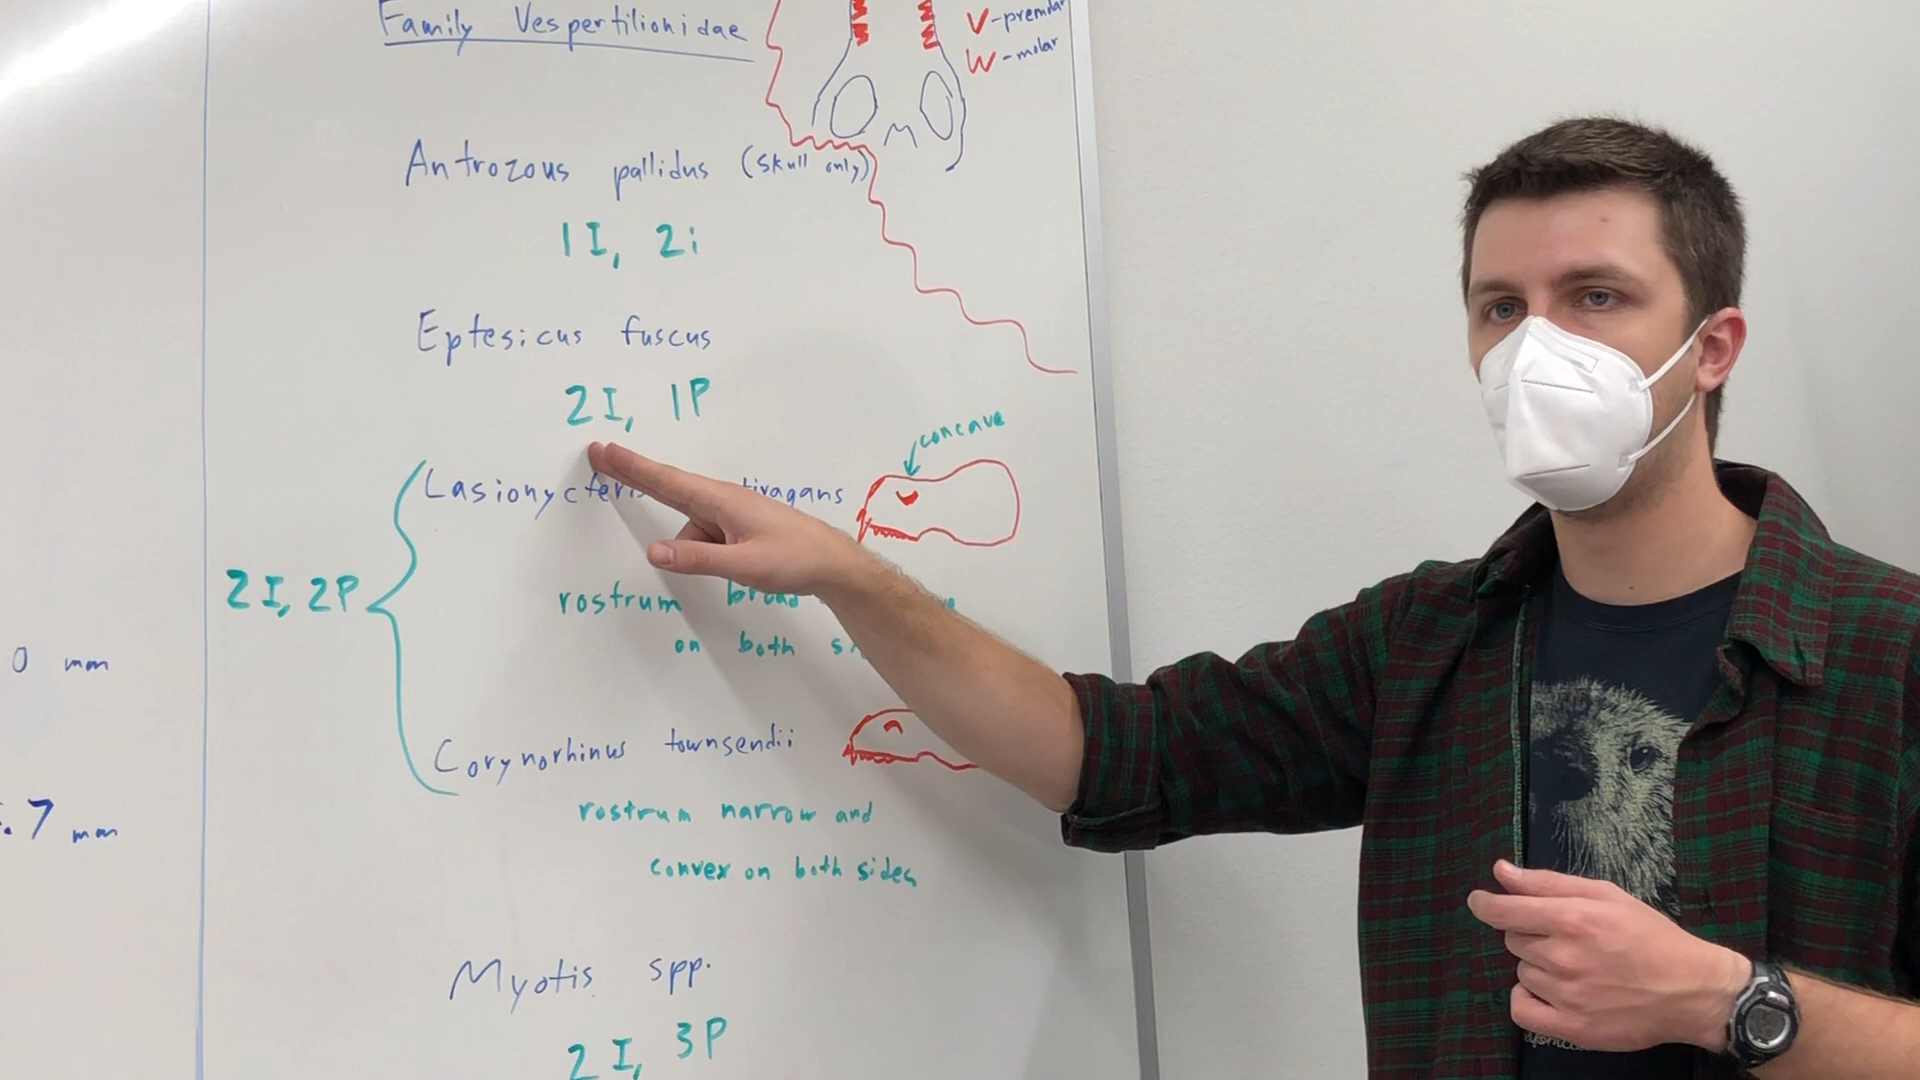 Family Vespertilionidae
V-premolar
W-molar
Antrozous pallidus (skull only)
1I, 2i
Eptesicus fuscus
2I, 1P
concave
Lasionycteris
tivagans
2I, 2P
rostrum broad
on both
Corynorhinus townsendii
rostrum narrow and
convex on both sides
Myotis spp.
2I, 3P
0 mm
.7 mm